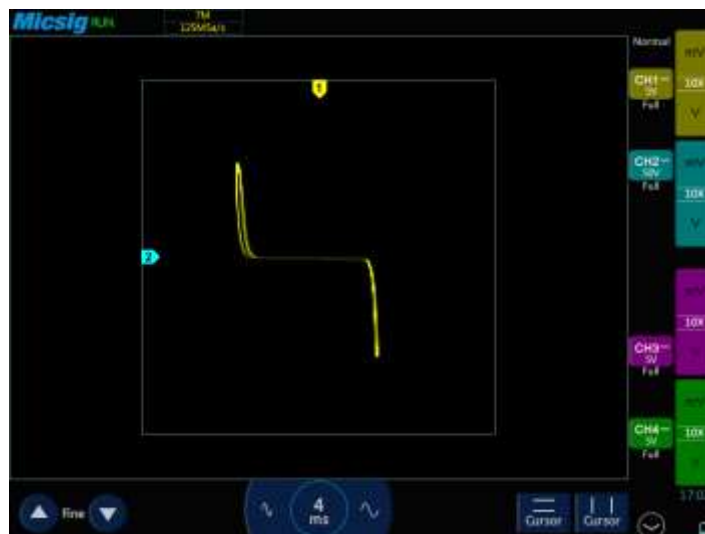 Micsig RUN
7M
125MSa/s
Normal
CH1
5V
Full
10X
V
1
CH2
50V
Full
10X
V
2
CH3
5V
Full
10X
CH4
5V
Full
10X
Fine
4
ms
Cursor
Cursor